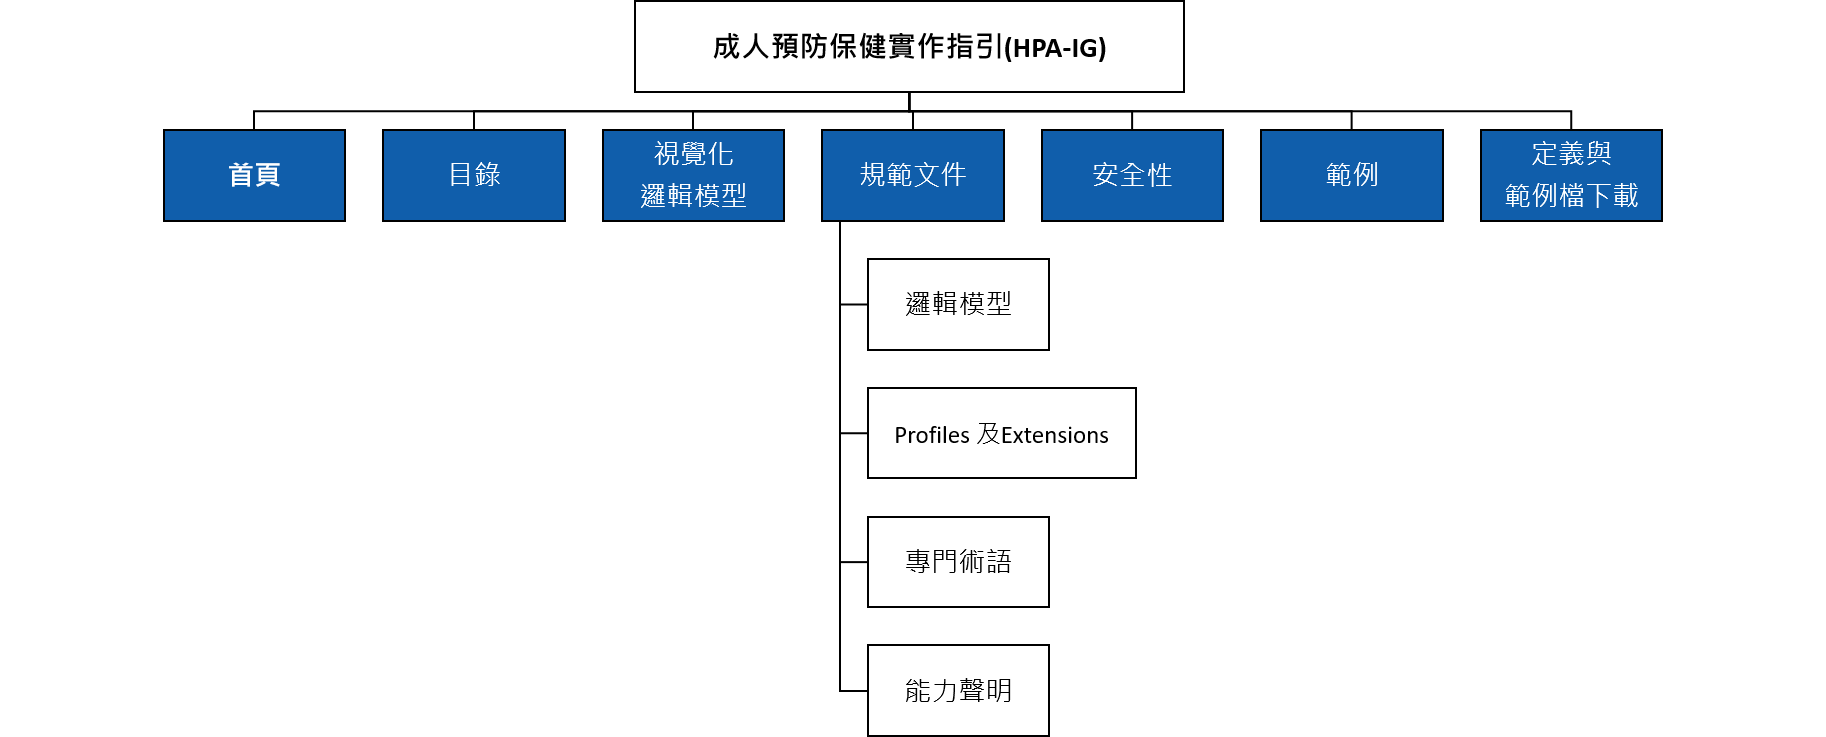 成人預防保健實作指引(HPA-IG)
首頁
目錄
視覺化
邏輯模型
規範文件
安全性
範例
定義與
範例檔下載
邏輯模型
Profiles 及Extensions
專門術語
能力聲明